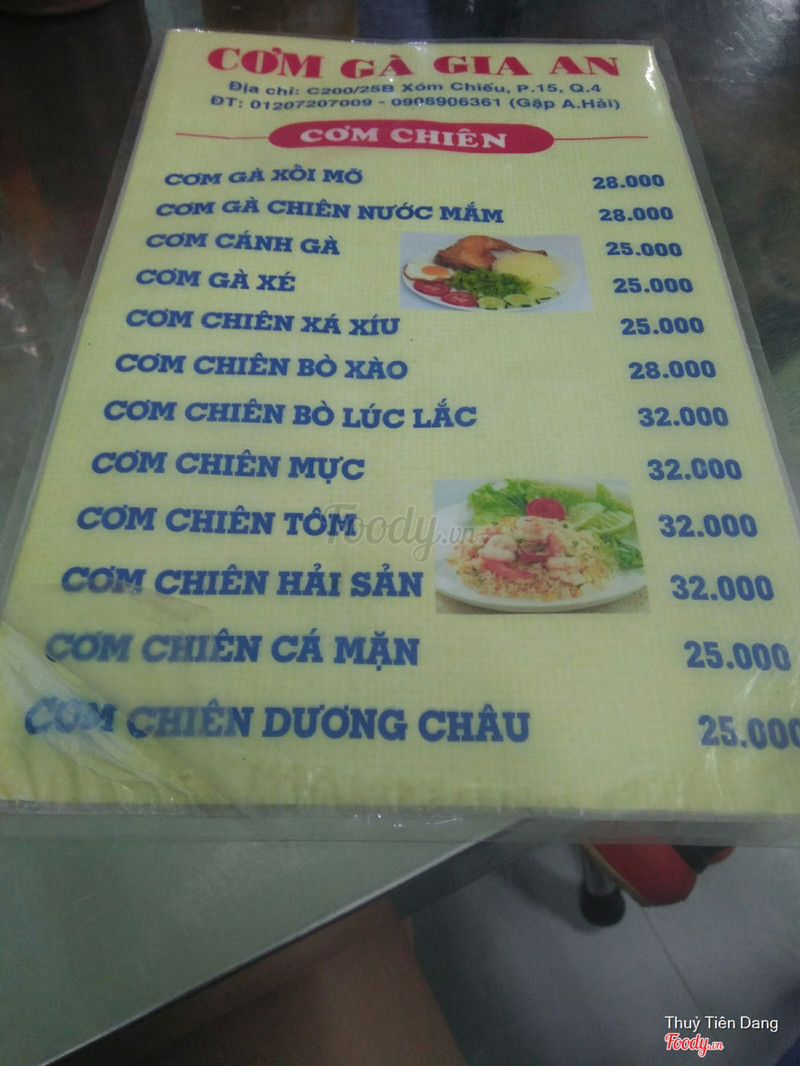 CƠM GÀ GIA AN
Địa chỉ: C200/25B Xóm Chiếu, P.15, Q.4
ĐT: 01207207009 - 0908906361 (Gặp A.Hải)
CƠM CHIÊN
CƠM GÀ XỐI MỠ 28.000
CƠM GÀ CHIÊN NƯỚC MẮM 28.000
CƠM CÁNH GÀ 25.000
CƠM GÀ XÉ 25.000
CƠM CHIÊN XÁ XÍU 25.000
CƠM CHIÊN BÒ XÀO 28.000
CƠM CHIÊN BÒ LÚC LẮC 32.000
CƠM CHIÊN MỰC 32.000
CƠM CHIÊN TÔM 32.000
Foody.vn
CƠM CHIÊN HẢI SẢN 32.000
CƠM CHIÊN CÁ MẶN 25.000
CƠM CHIÊN DƯƠNG CHÂU 25.000
Thuỷ Tiên Dang
Foody.vn